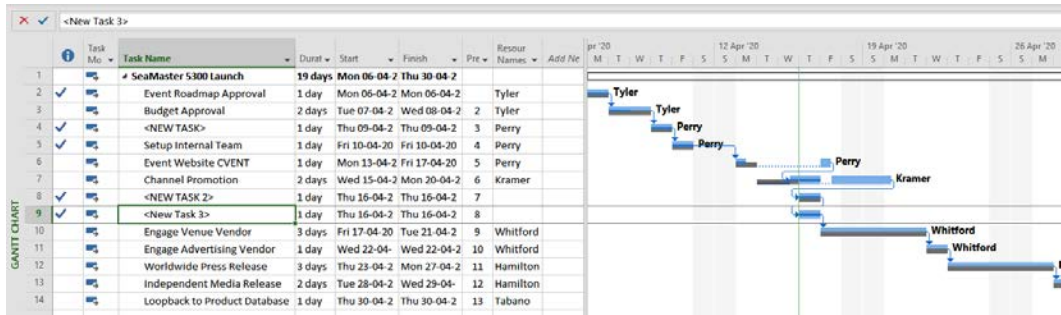 <New Task 3>
Task Mo Task Name Durat Start Finish Pre Resour Names Add Ne
pr '20 12 Apr '20 19 Apr '20 26 Apr '20
M T W T F S S M T W T F S S M T W T F S S M
1 SeaMaster 5300 Launch 19 days Mon 06-04-2 Thu 30-04-2
2 Event Roadmap Approval 1 day Mon 06-04-2 Mon 06-04-2 Tyler Tyler
3 Budget Approval 2 days Tue 07-04-2 Wed 08-04-2 2 Tyler Tyler
4 <NEW TASK> 1 day Thu 09-04-2 Thu 09-04-2 3 Perry Perry
5 Setup Internal Team 1 day Fri 10-04-20 Fri 10-04-20 4 Perry Perry
6 Event Website CVENT 1 day Mon 13-04-2 Fri 17-04-20 5 Perry Perry
7 Channel Promotion 2 days Wed 15-04-2 Mon 20-04-2 6 Kramer Kramer
8 <NEW TASK 2> 1 day Thu 16-04-2 Thu 16-04-2 7
9 <New Task 3> 1 day Thu 16-04-2 Thu 16-04-2 8
10 Engage Venue Vendor 3 days Fri 17-04-20 Tue 21-04-2 9 Whitford Whitford
11 Engage Advertising Vendor 1 day Wed 22-04- Wed 22-04-2 10 Whitford Whitford
12 Worldwide Press Release 3 days Thu 23-04-2 Mon 27-04-2 11 Hamilton
13 Independent Media Release 2 days Tue 28-04-2 Wed 29-04- 12 Hamilton
14 Loopback to Product Database 1 day Thu 30-04-2 Thu 30-04-2 13 Tabano
GANTT CHART